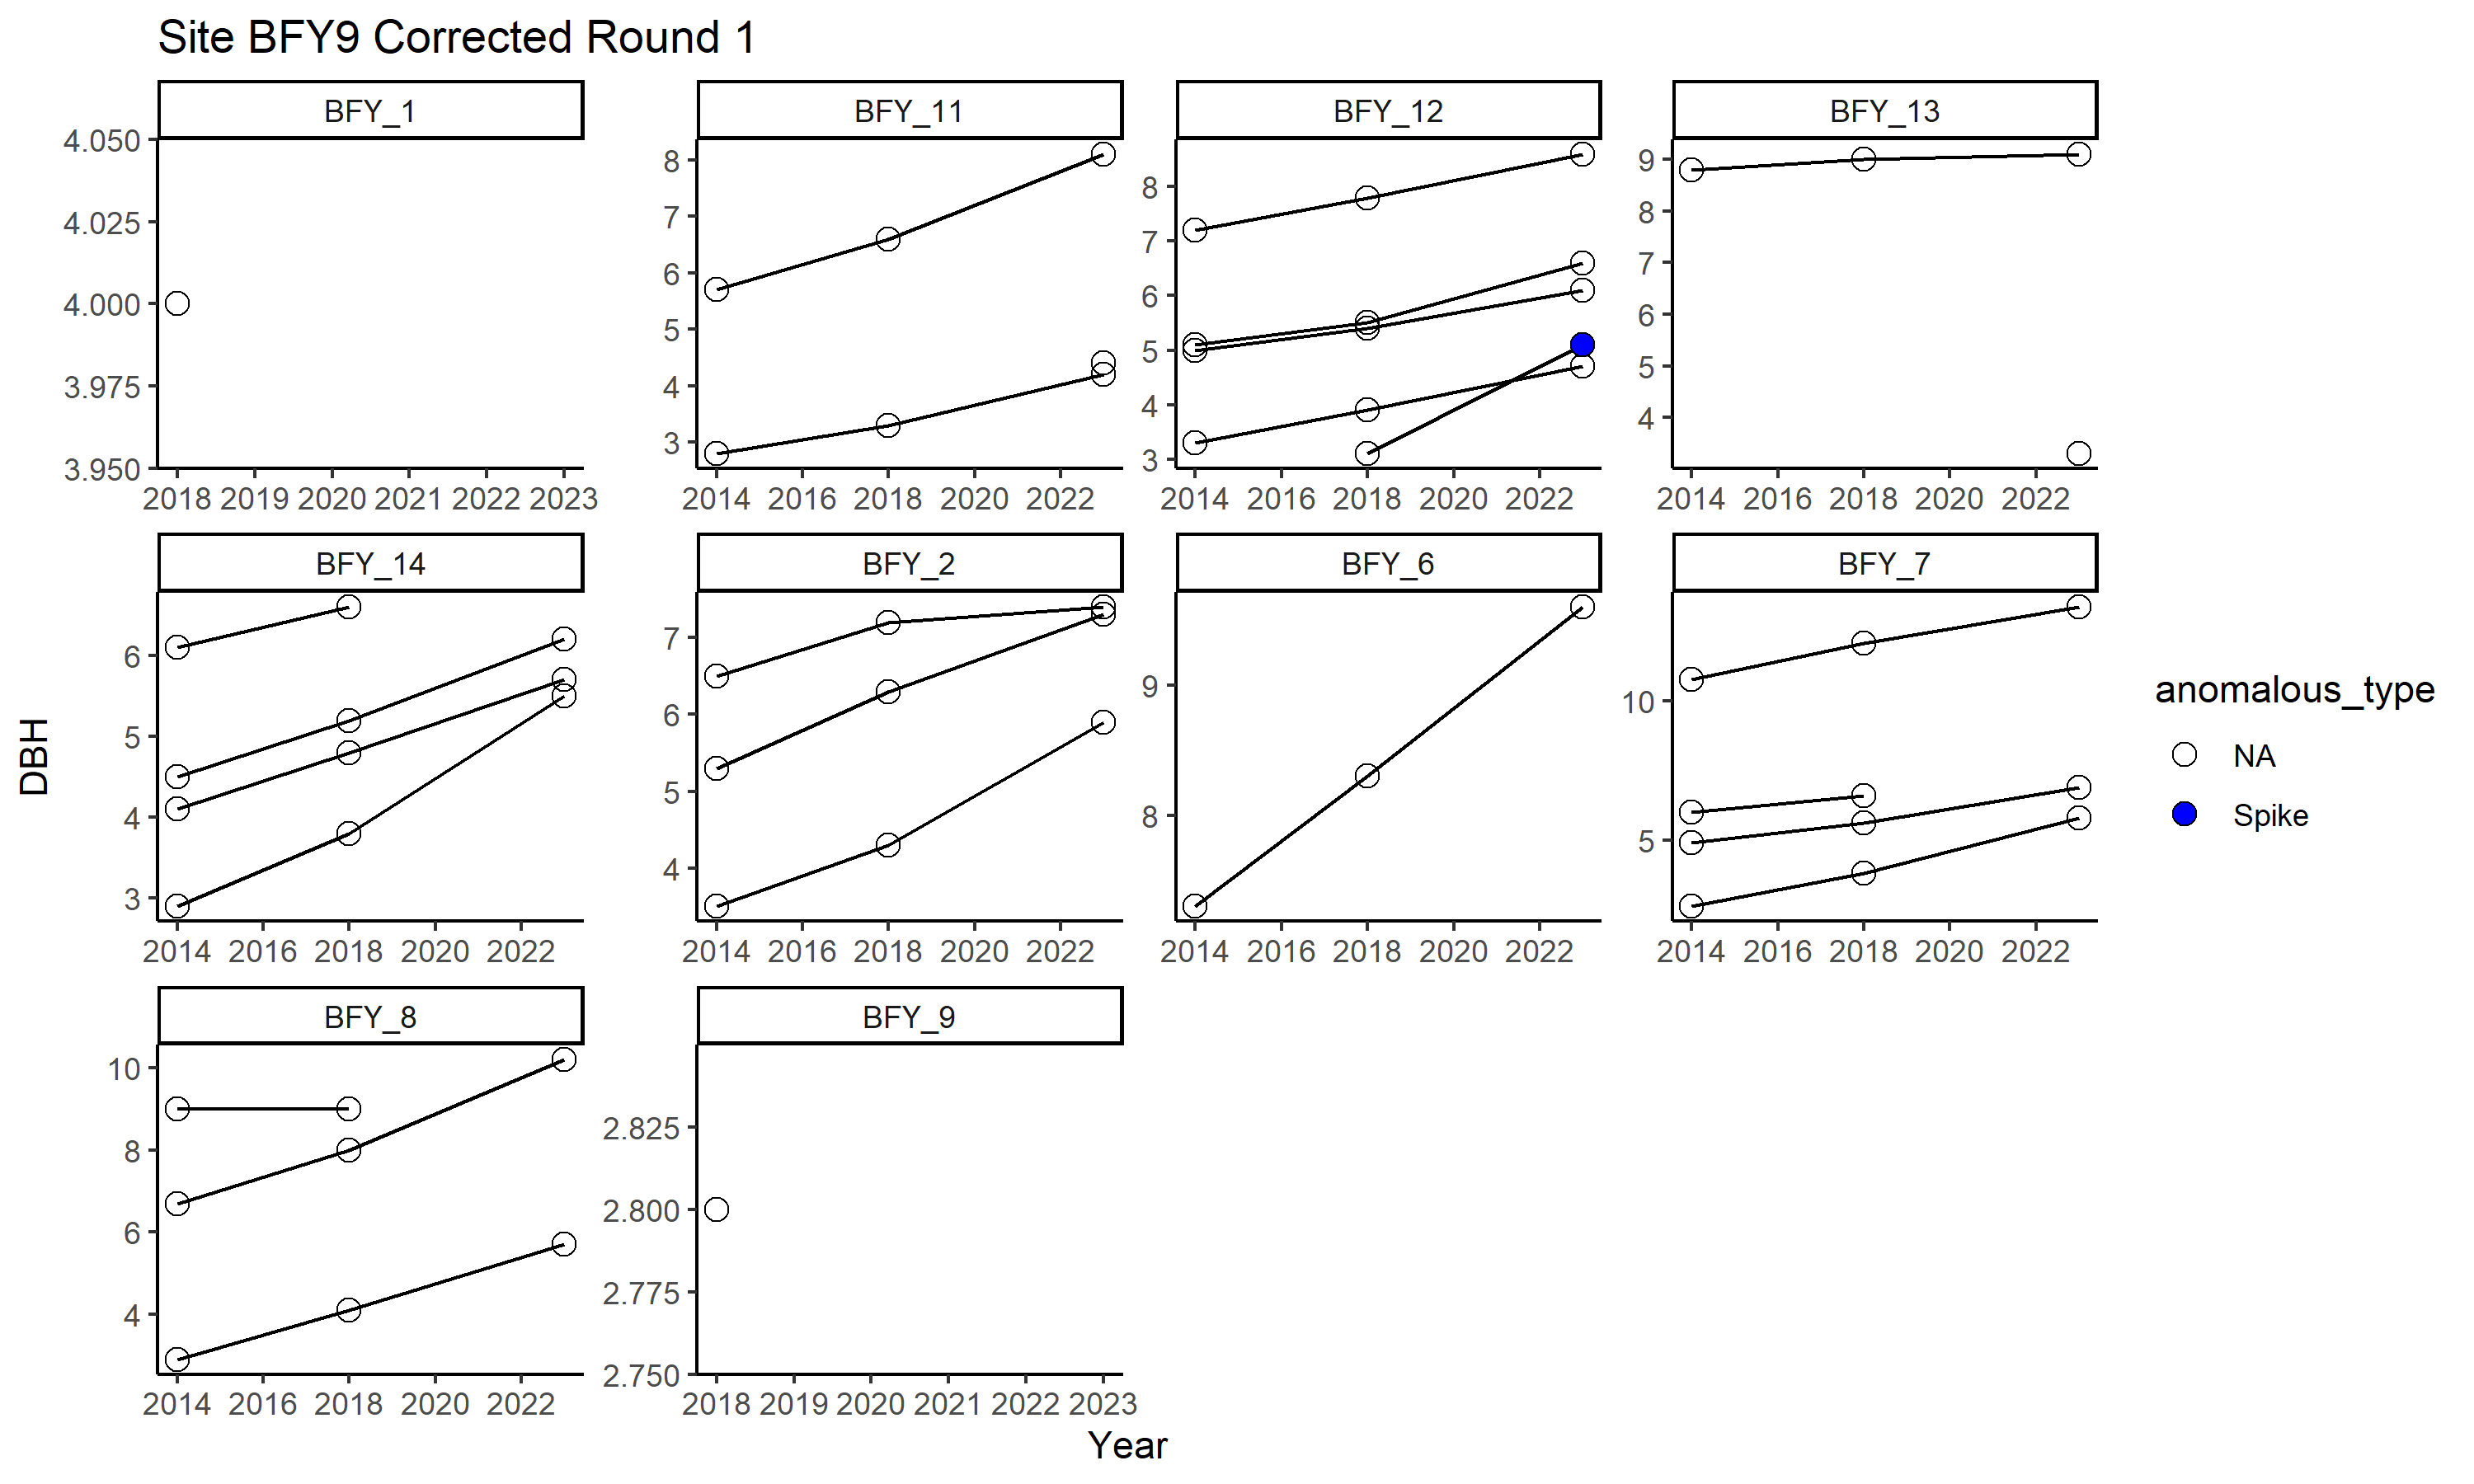 Site BFY9 Corrected Round 1
BFY_1
BFY_11
BFY_12
BFY_13
4.050
4.025
4.000
3.975
3.950
8
7
6
5
4
3
8
7
6
5
4
3
9
8
7
6
5
4
2018 2019 2020 2021 2022 2023
2014 2016 2018 2020 2022
2014 2016 2018 2020 2022
2014 2016 2018 2020 2022
BFY_14
BFY_2
BFY_6
BFY_7
6
5
4
3
7
6
5
4
9
8
10
5
2014 2016 2018 2020 2022
2014 2016 2018 2020 2022
2014 2016 2018 2020 2022
2014 2016 2018 2020 2022
BFY_8
BFY_9
10
8
6
4
2.825
2.800
2.775
2.750
2014 2016 2018 2020 2022
2018 2019 2020 2021 2022 2023
DBH
Year
anomalous_type
NA
Spike